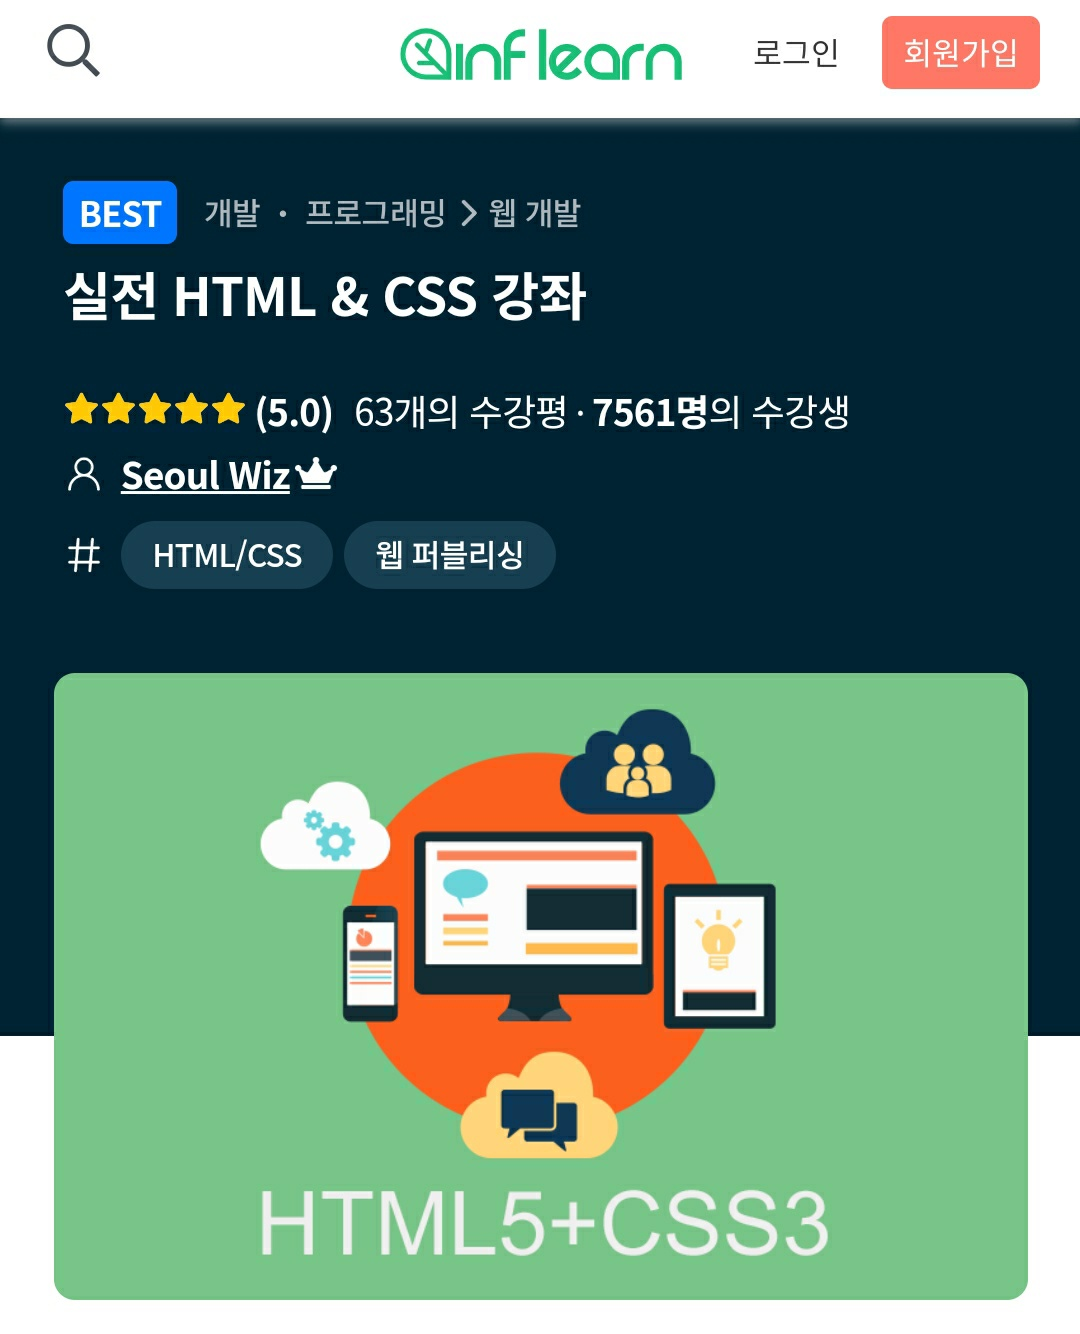 inflearn 로그인 회원가입
BEST 개발 · 프로그래밍 > 웹 개발
실전 HTML & CSS 강좌
(5.0) 63개의 수강평 · 7561명의 수강생
Seoul Wiz
# HTML/CSS 웹 퍼블리싱
HTML5+CSS3